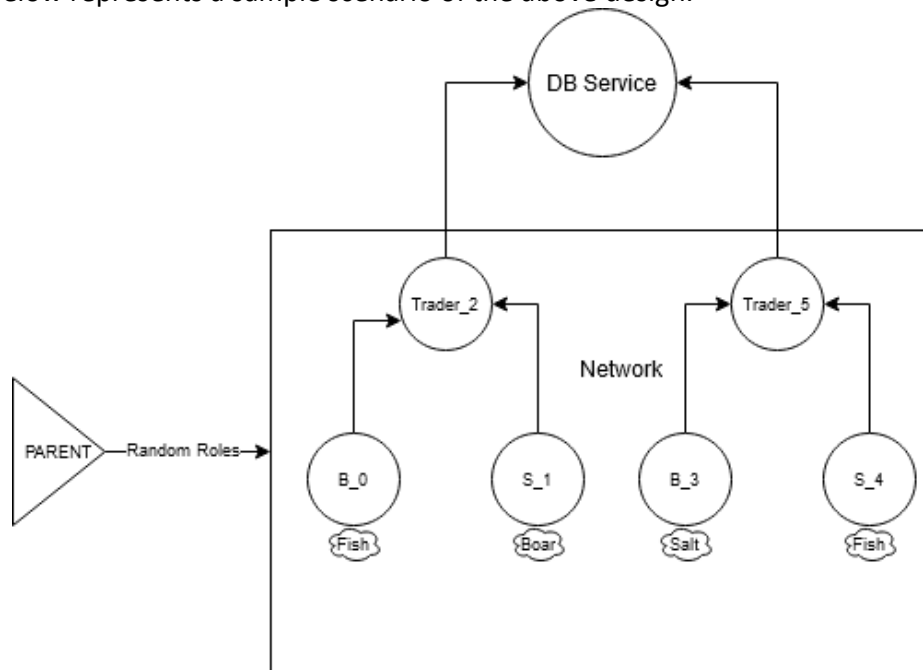 elow represents a sample scenario of the above design.
DB Service
Trader_2
Trader_5
Network
PARENT
Random Roles
B_0
S_1
B_3
S_4
Fish
Boar
Salt
Fish